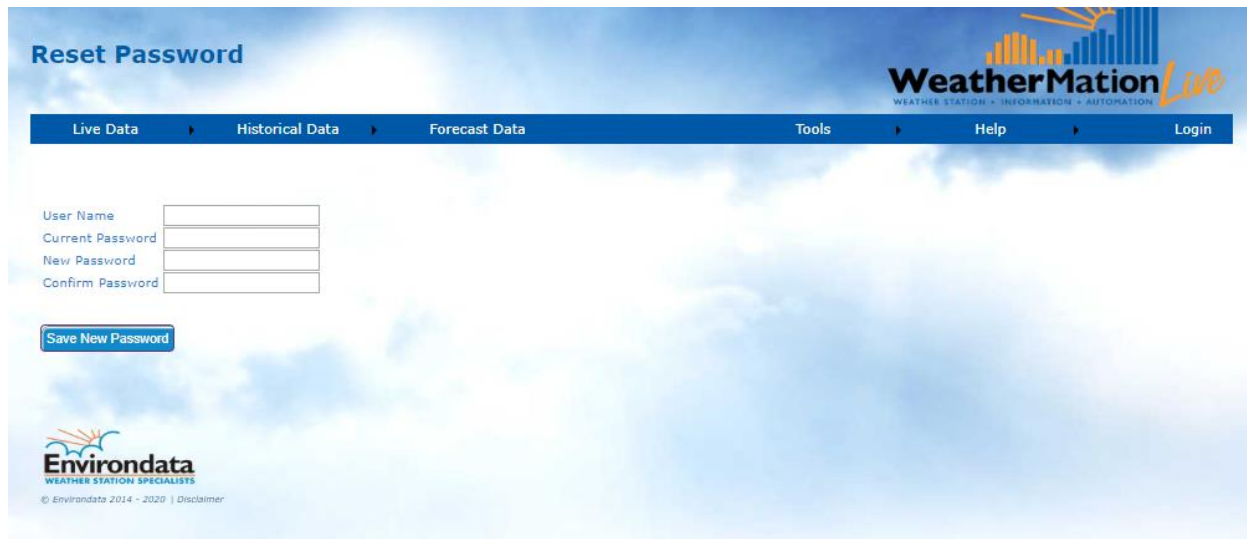 Reset Password
WeatherMation Live
WEATHER STATION • INFORMATION • AUTOMATION
Live Data Historical Data Forecast Data Tools Help Login
User Name
Current Password
New Password
Confirm Password
Save New Password
Environdata
WEATHER STATION SPECIALISTS
© Environdata 2014 - 2020 | Disclaimer